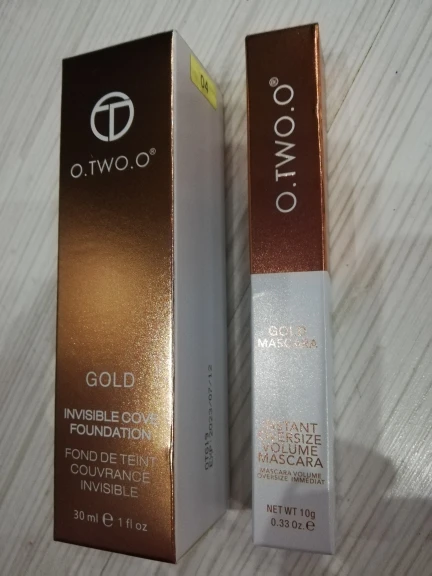 O.TWO.O®
GOLD
INVISIBLE COVE
FOUNDATION
FOND DE TEINT
COUVRANCE
INVISIBLE
30 ml e 1 fl oz
04
O.TWO.O®
GOLD
MASCARA
INSTANT
OVERSIZE
VOLUME
MASCARA
MASCARA VOLUME
OVERSIZE IMMÉDIAT
NET WT 10g
0.33 Oz. e